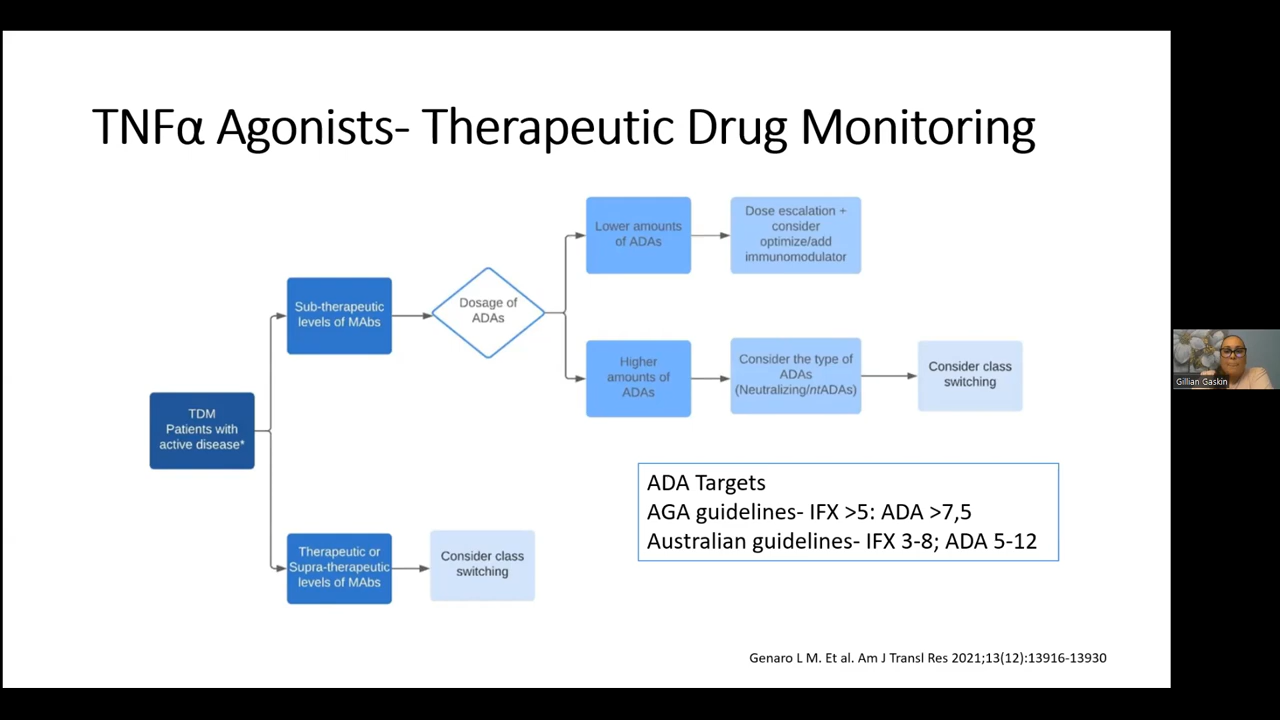 TNFα Agonists- Therapeutic Drug Monitoring
Lower amounts
of ADAs
Dose escalation +
consider
optimize/add
immunomodulator
Sub-therapeutic
levels of MAbs
Dosage of
ADAs
Higher
amounts of
ADAs
Consider the type of
ADAs
(Neutralizing/ntADAs)
Consider class
switching
TDM
Patients with
active disease*
Therapeutic or
Supra-therapeutic
levels of MAbs
Consider class
switching
ADA Targets
AGA guidelines- IFX >5: ADA >7,5
Australian guidelines- IFX 3-8; ADA 5-12
Genaro L M. Et al. Am J Transl Res 2021;13(12):13916-13930
Gillian Gaskin